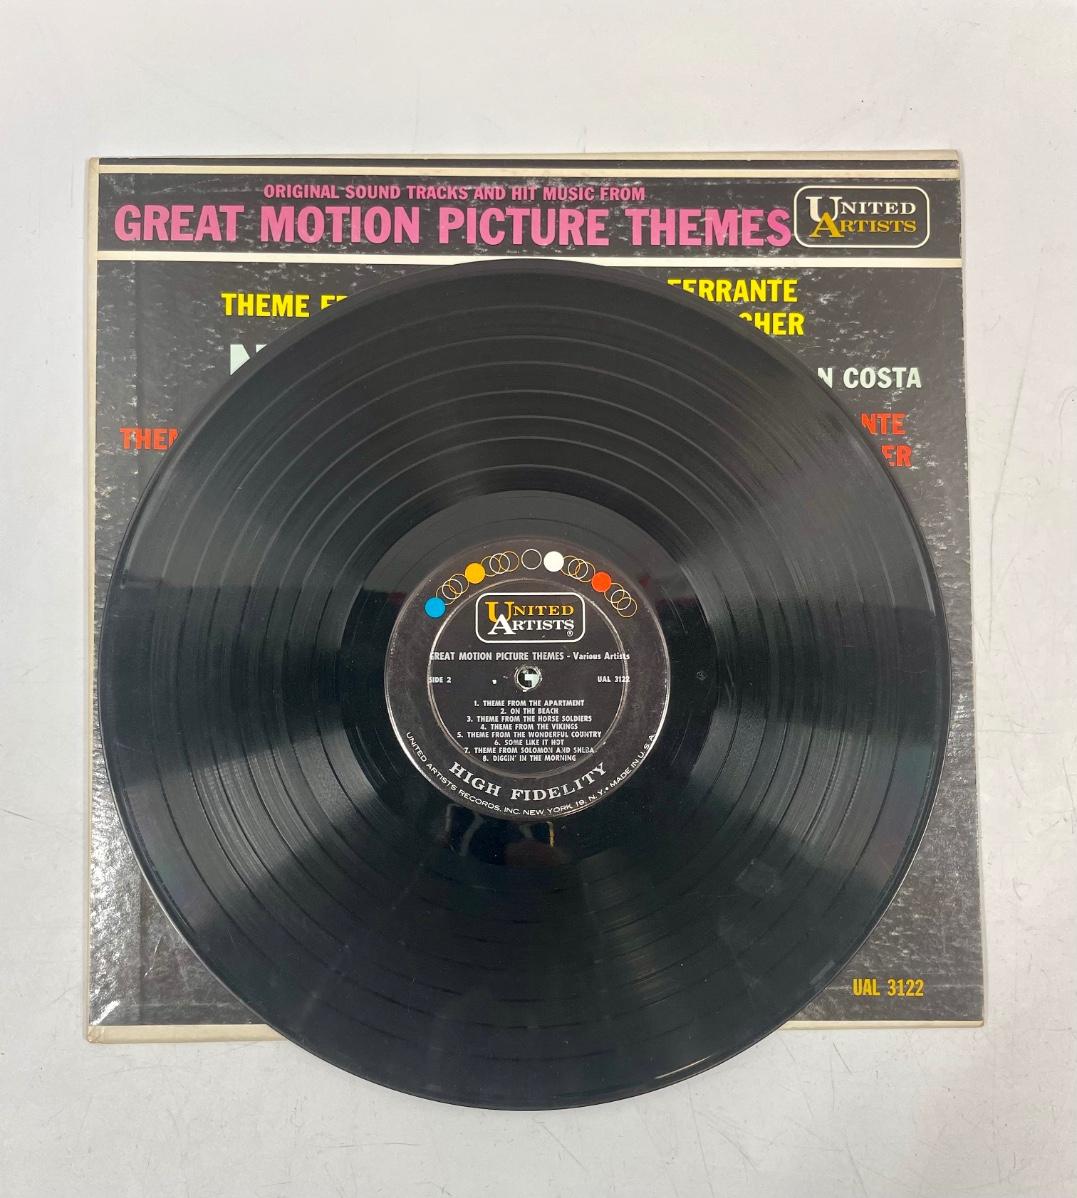 ORIGINAL SOUND TRACKS AND HIT MUSIC FROM
GREAT MOTION PICTURE THEMES
UNITED
ARTISTS
THEME
FERRANTE
CHER
N COSTA
THEM
NTE
ER
UNITED
ARTISTS
®
GREAT MOTION PICTURE THEMES - Various Artists
SIDE 2
UAL 3122
1. THEME FROM THE APARTMENT
2. ON THE BEACH
3. THEME FROM THE HORSE SOLDIERS
4. THEME FROM THE VIKINGS
5. THEME FROM THE WONDERFUL COUNTRY
6. SOME LIKE IT HOT
7. THEME FROM SOLOMON AND SHEBA
8. DIGGIN' IN THE MORNING
HIGH FIDELITY
UNITED ARTISTS RECORDS, INC. NEW YORK 19, N.Y. • MADE IN U.S.A.
UAL 3122